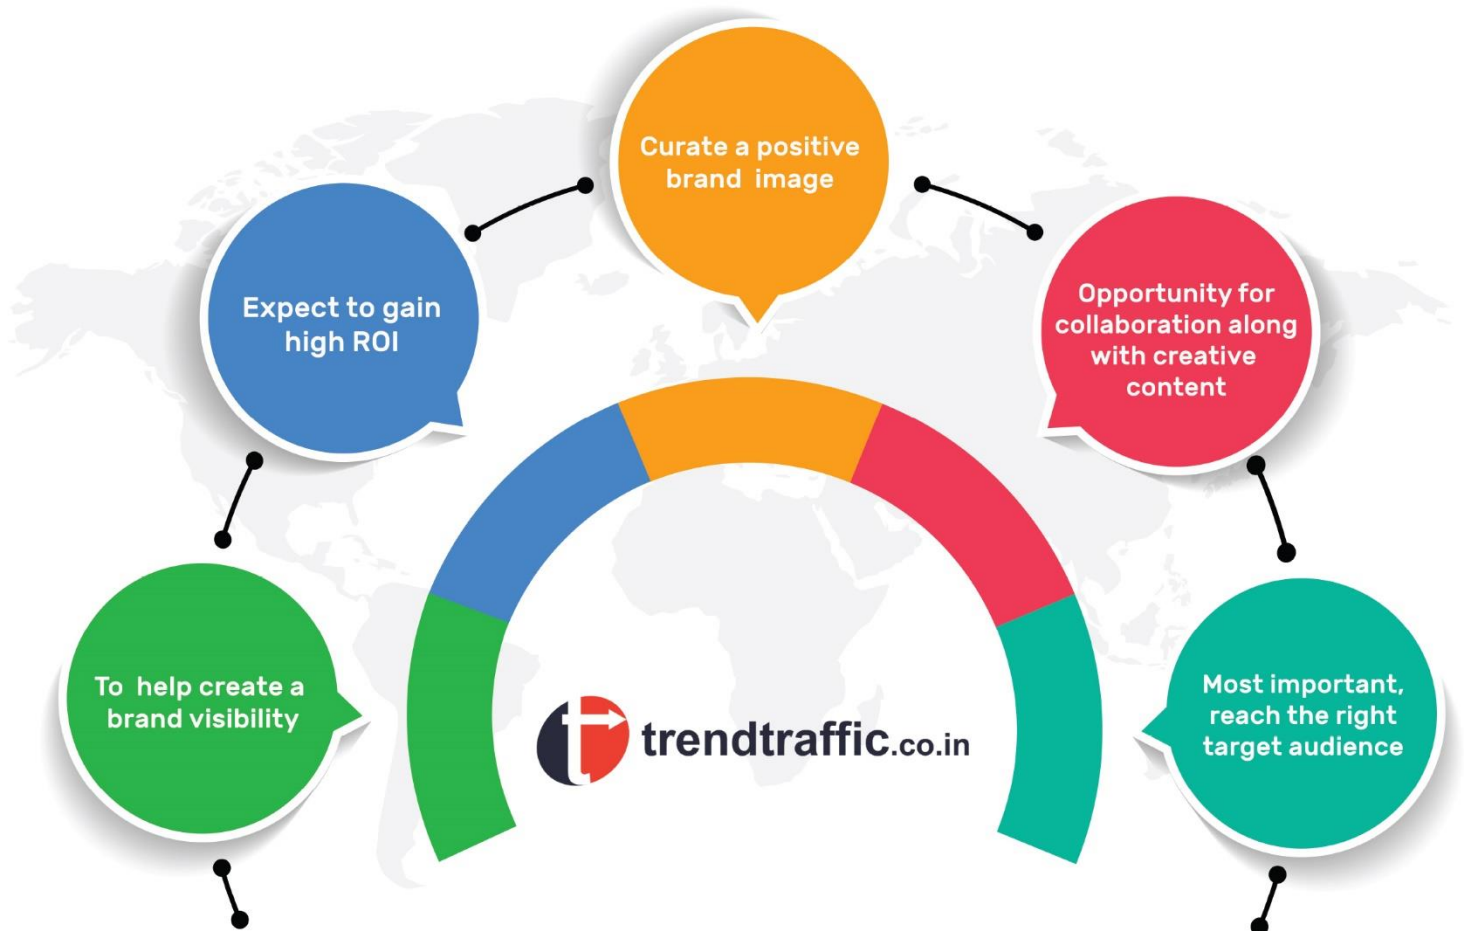 Curate a positive
brand image
Expect to gain
high ROI
Opportunity for
collaboration along
with creative
content
To help create a
brand visibility
Most important,
reach the right
target audience
trendtraffic.co.in